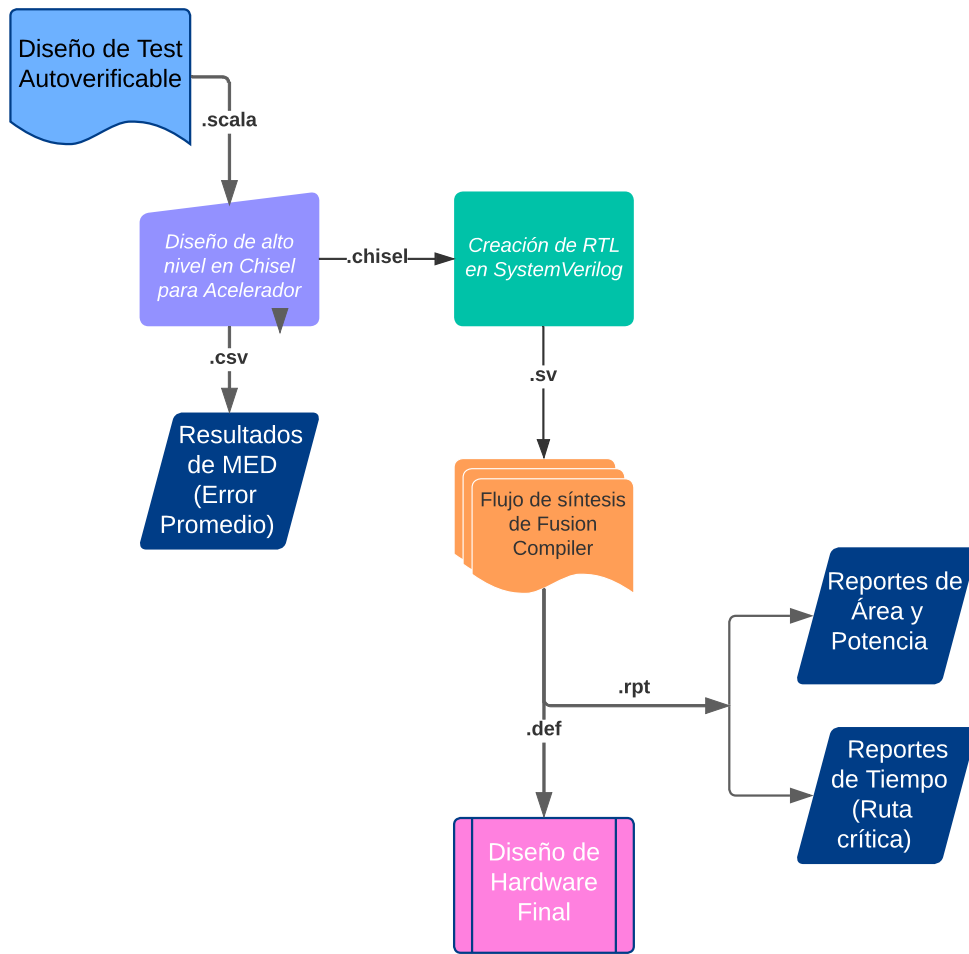 Diseño de Test
Autoverificable
.scala
Diseño de alto
nivel en Chisel
para Acelerador
.chisel
Creación de RTL
en SystemVerilog
.csv
.sv
Resultados
de MED
(Error
Promedio)
Flujo de síntesis
de Fusion
Compiler
Reportes de
Área y
Potencia
.rpt
.def
Reportes
de Tiempo
(Ruta
crítica)
Diseño de
Hardware
Final